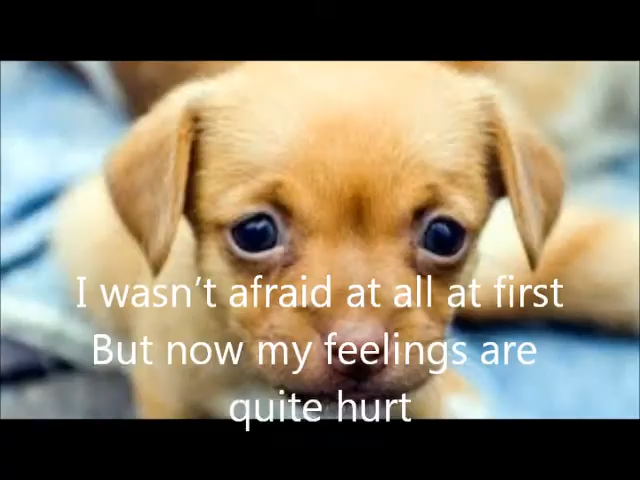 I wasn’t afraid at all at first
But now my feelings are
quite hurt